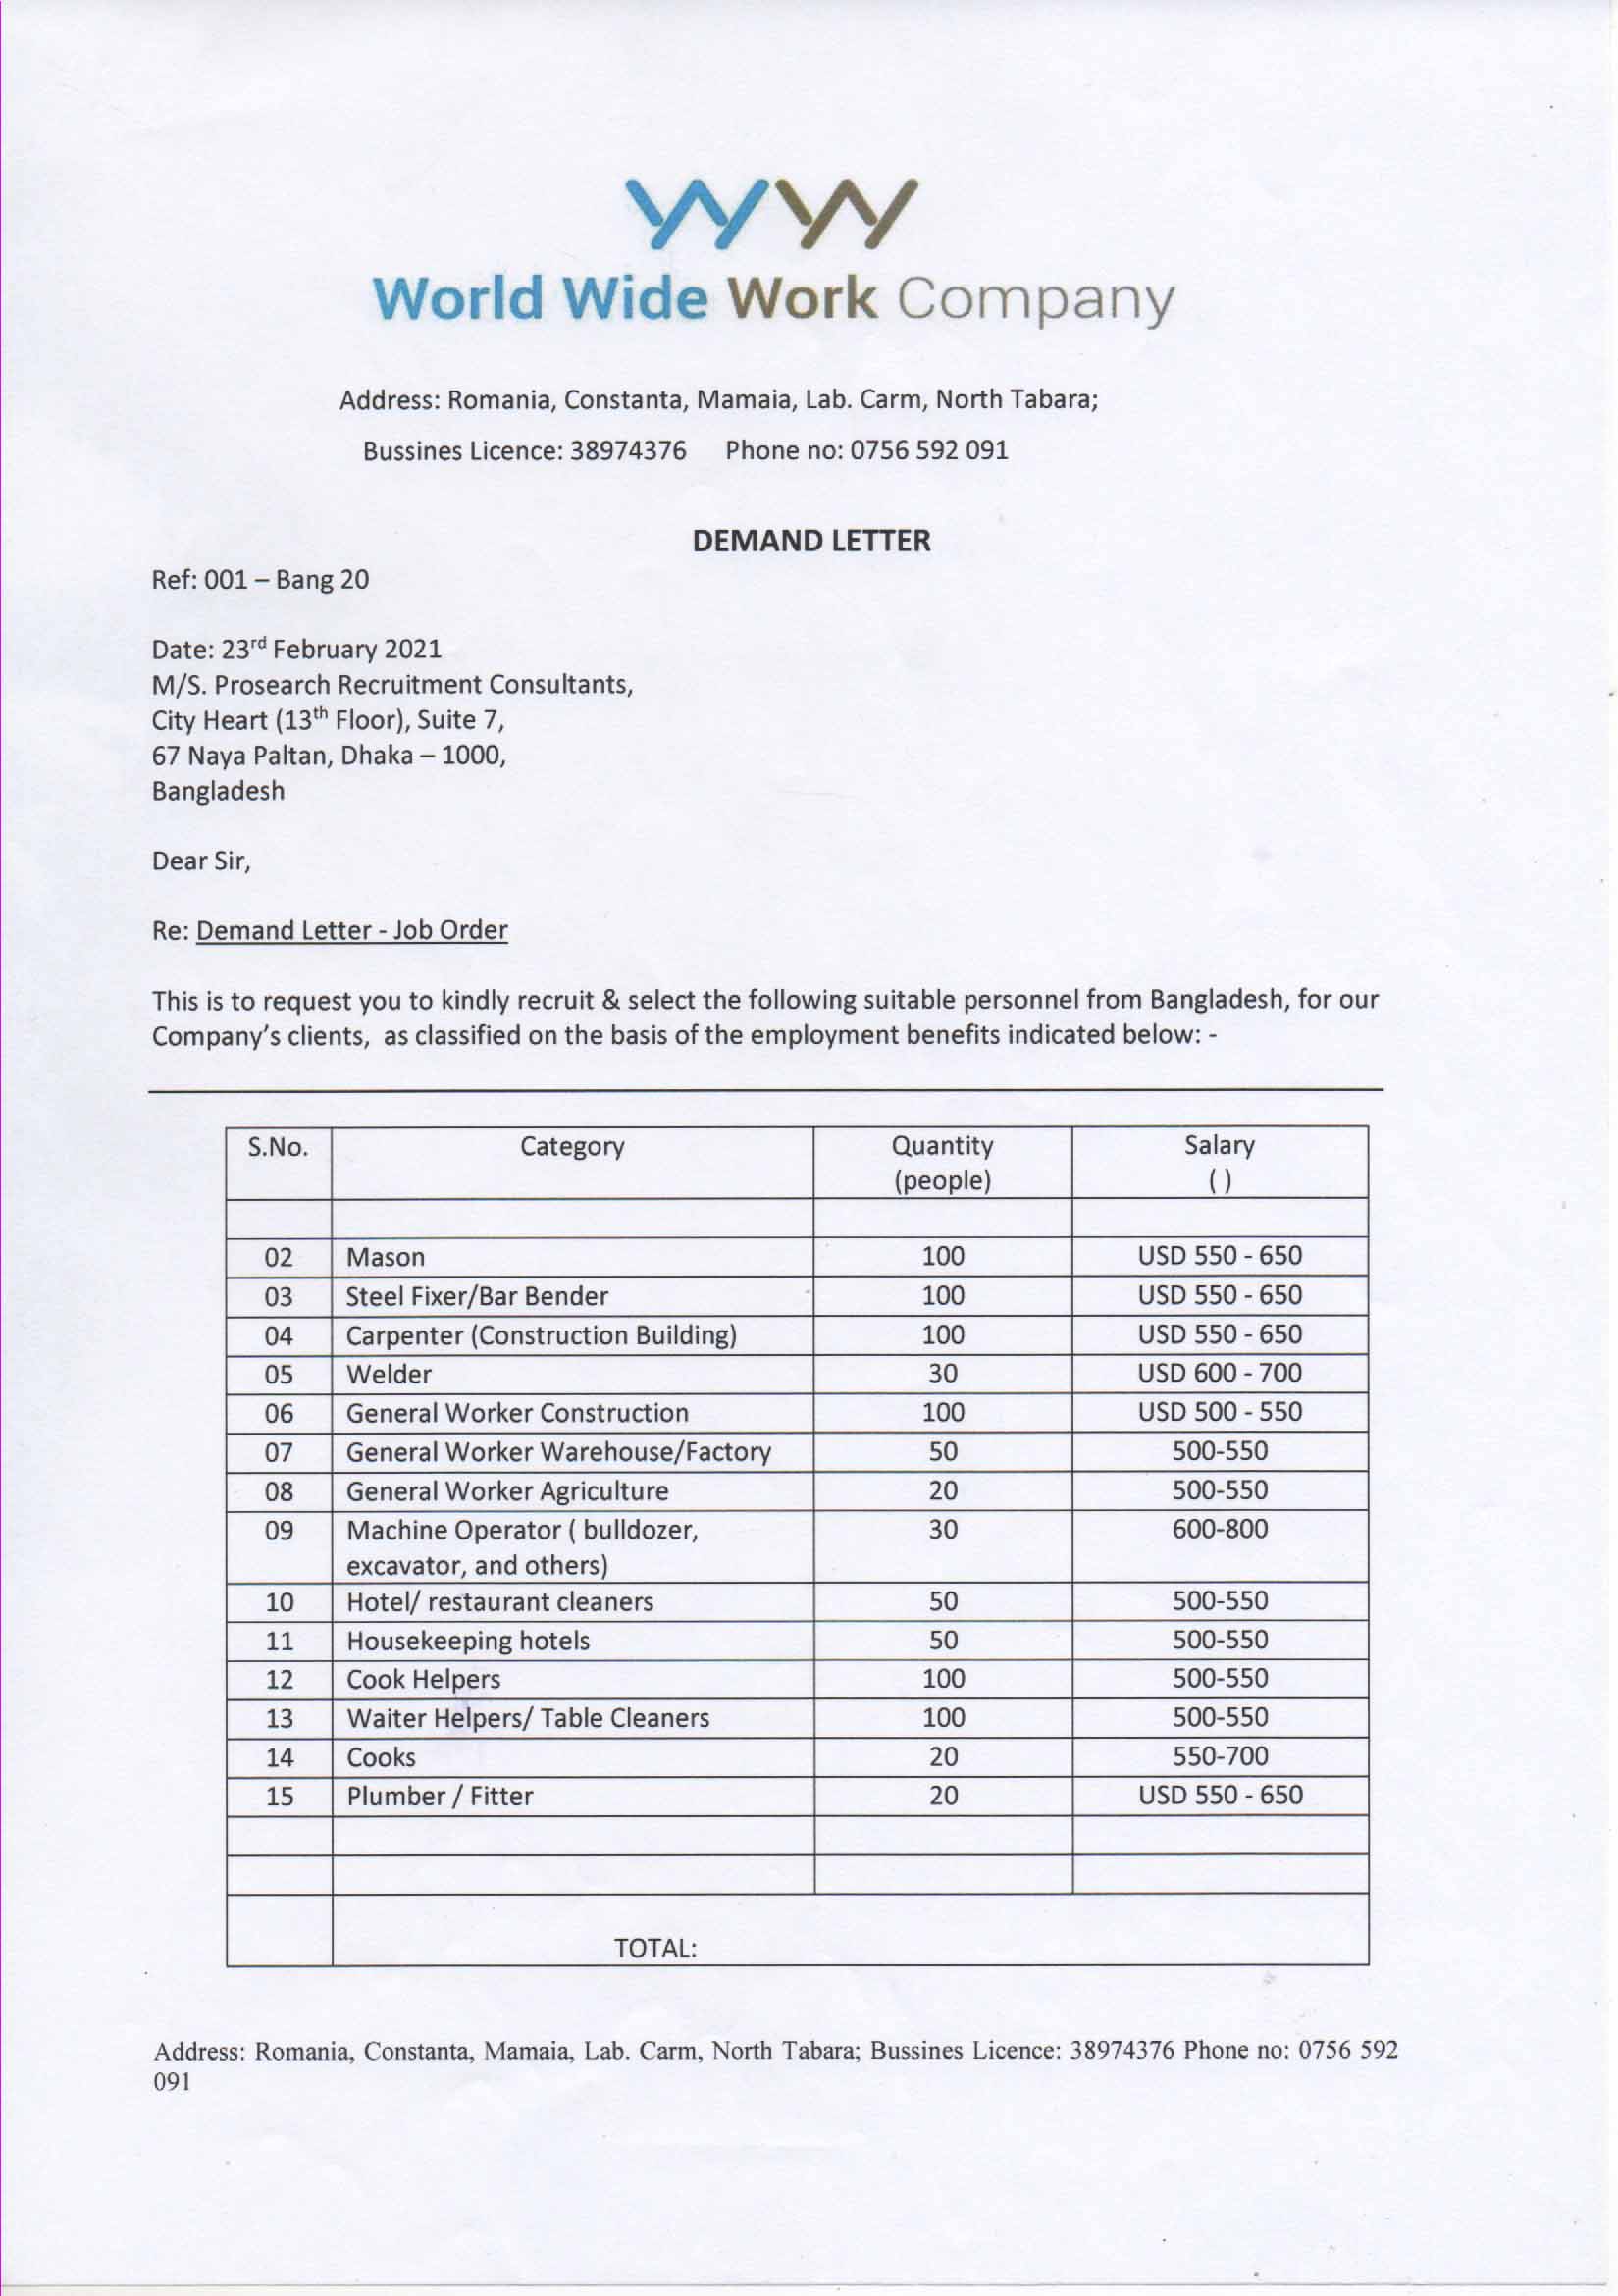 WW
World Wide Work Company
Address: Romania, Constanta, Mamaia, Lab. Carm, North Tabara;
Bussines Licence: 38974376 Phone no: 0756 592 091
DEMAND LETTER
Ref: 001 – Bang 20
Date: 23rd February 2021
M/S. Prosearch Recruitment Consultants,
City Heart (13th Floor), Suite 7,
67 Naya Paltan, Dhaka – 1000,
Bangladesh
Dear Sir,
Re: Demand Letter - Job Order
This is to request you to kindly recruit & select the following suitable personnel from Bangladesh, for our
Company's clients, as classified on the basis of the employment benefits indicated below: -
S.No. Category Quantity Salary
(people) ( )
02 Mason 100 USD 550 - 650
03 Steel Fixer/Bar Bender 100 USD 550 - 650
04 Carpenter (Construction Building) 100 USD 550 - 650
05 Welder 30 USD 600 - 700
06 General Worker Construction 100 USD 500 - 550
07 General Worker Warehouse/Factory 50 500-550
08 General Worker Agriculture 20 500-550
09 Machine Operator ( bulldozer, 30 600-800
excavator, and others)
10 Hotel/ restaurant cleaners 50 500-550
11 Housekeeping hotels 50 500-550
12 Cook Helpers 100 500-550
13 Waiter Helpers/ Table Cleaners 100 500-550
14 Cooks 20 550-700
15 Plumber / Fitter 20 USD 550 - 650
TOTAL:
Address: Romania, Constanta, Mamaia, Lab. Carm, North Tabara; Bussines Licence: 38974376 Phone no: 0756 592
091